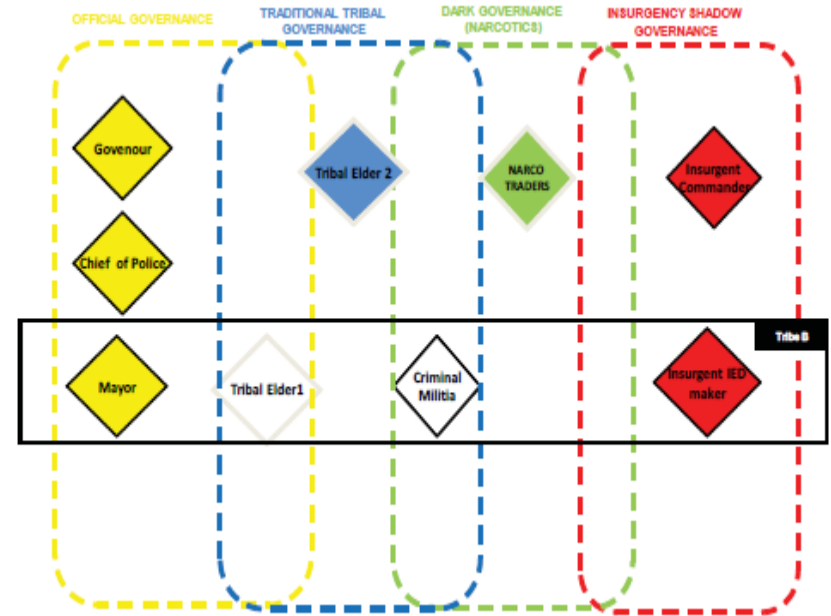 OFFICIAL GOVERNANCE
TRADITIONAL TRIBAL
GOVERNANCE
DARK GOVERNANCE
(NARCOTICS)
INSURGENCY SHADOW
GOVERNANCE
Govenour
Tribal Elder 2
NARCO
TRADERS
Insurgent
Commander
Chief of Police
Tribe B
Mayor
Tribal Elder1
Criminal
Militia
Insurgent IED
maker